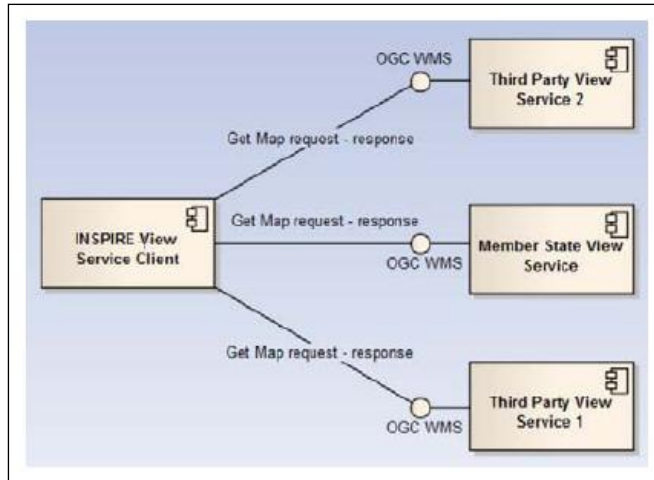 OGC WMS
Third Party View
Service 2
Get Map request - response
INSPIRE View
Service Client
Get Map request - response
OGC WMS
Member State View
Service
Get Map request - response
OGC WMS
Third Party View
Service 1